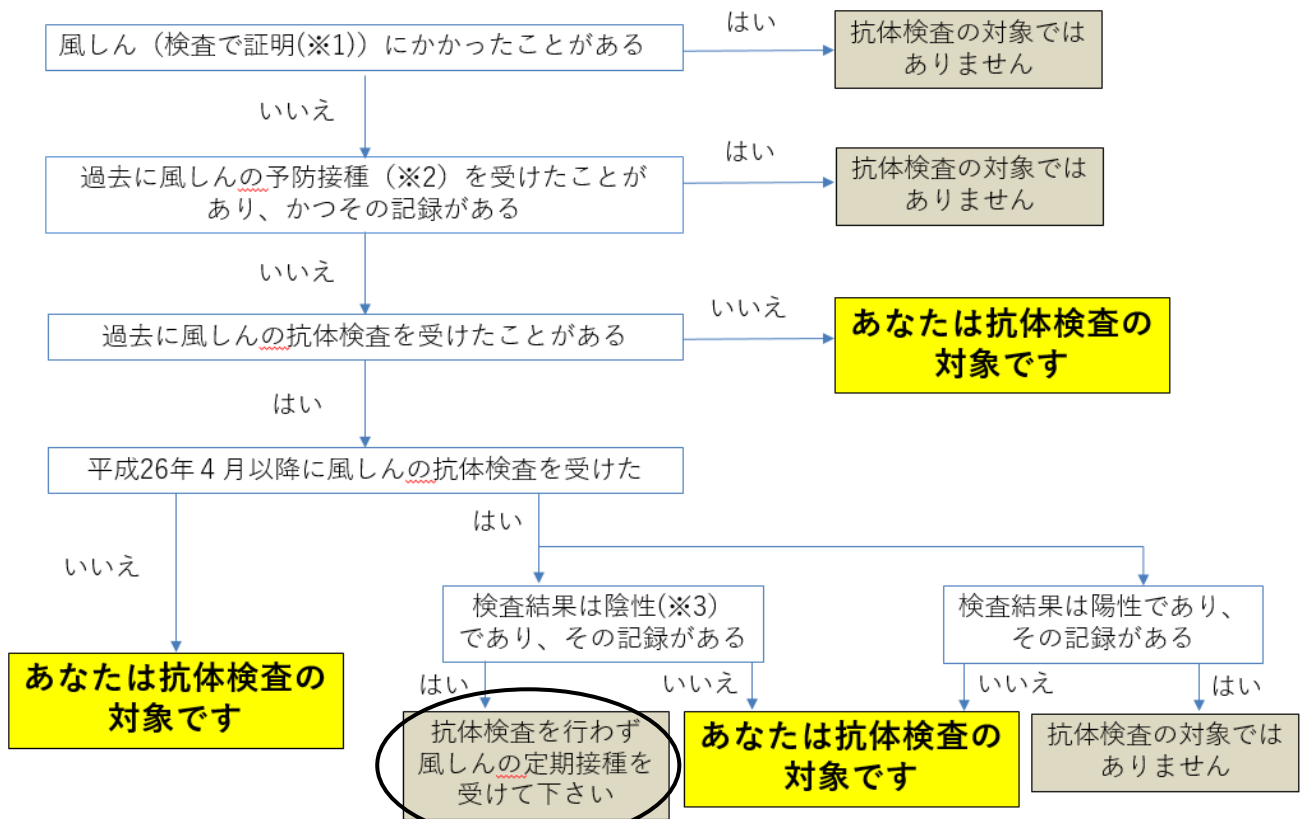 風しん（検査で証明(※1)）にかかったことがある
はい
抗体検査の対象では
ありません
いいえ
過去に風しんの予防接種（※2）を受けたことが
あり、かつその記録がある
はい
抗体検査の対象では
ありません
いいえ
過去に風しんの抗体検査を受けたことがある
いいえ
あなたは抗体検査の
対象です
はい
平成26年４月以降に風しんの抗体検査を受けた
はい
いいえ
検査結果は陰性(※3)
であり、その記録がある
検査結果は陽性であり、
その記録がある
あなたは抗体検査の
対象です
はい
いいえ
いいえ
はい
抗体検査を行わず
風しんの定期接種を
受けて下さい
あなたは抗体検査の
対象です
抗体検査の対象では
ありません